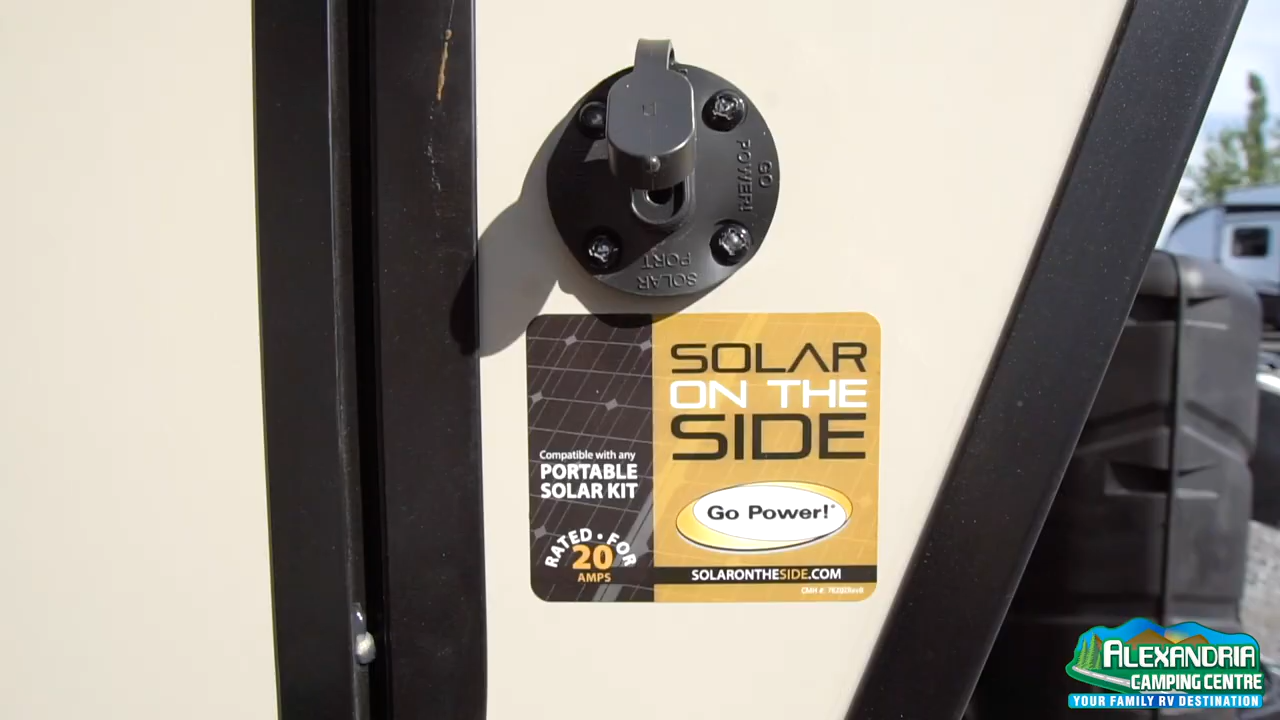 GO
POWER!
SOLAR
PORT
SOLAR
ON THE
SIDE
Compatible with any
PORTABLE
SOLAR KIT
RATED • FOR
20
AMPS
Go Power!®
SOLARONTHESIDE.COM
ALEXANDRIA
CAMPING CENTRE
YOUR FAMILY RV DESTINATION